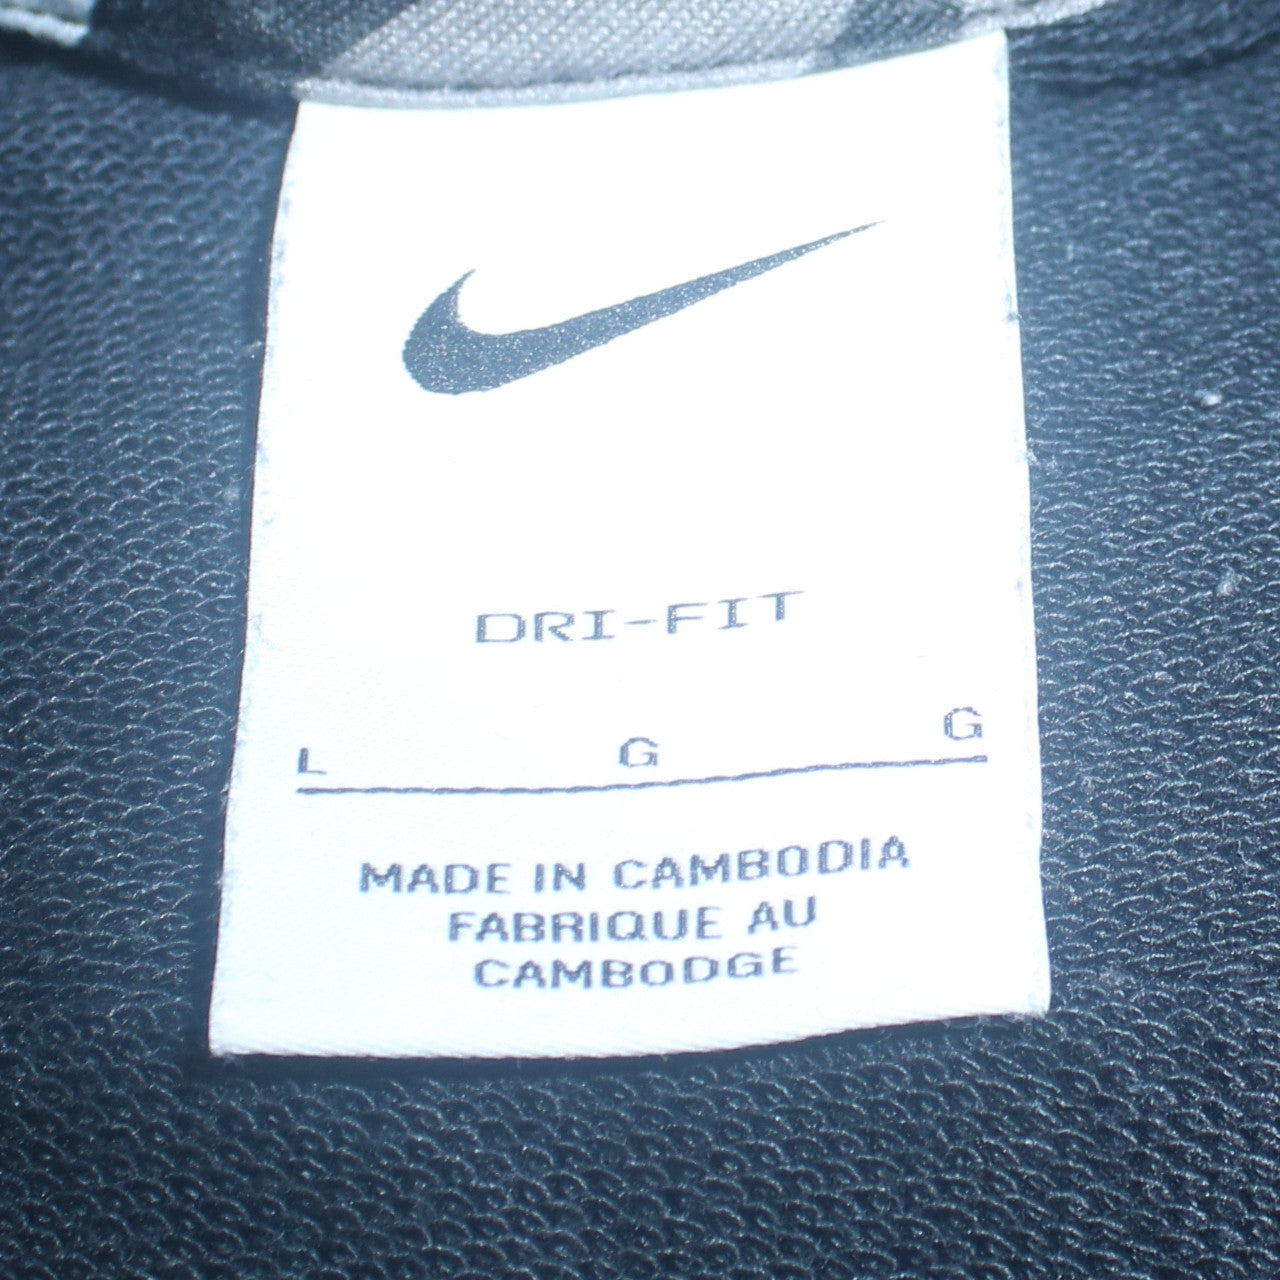 DRI-FIT
L G G
MADE IN CAMBODIA
FABRIQUE AU
CAMBODGE